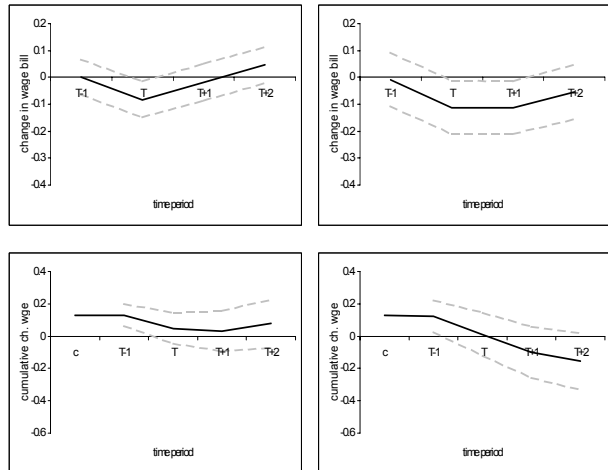 0.2
0.1
0
-0.1
-0.2
-0.3
-0.4
change in wage bill
T-1 T T+1 T+2
time period
0.2
0.1
0
-0.1
-0.2
-0.3
-0.4
change in wage bill
T-1 T T+1 T+2
time period
0.4
0.2
0
-0.2
-0.4
-0.6
cumulative ch. wge
c T-1 T T+1 T+2
time period
0.4
0.2
0
-0.2
-0.4
-0.6
cumulative ch. wge
c T-1 T T+1 T+2
time period